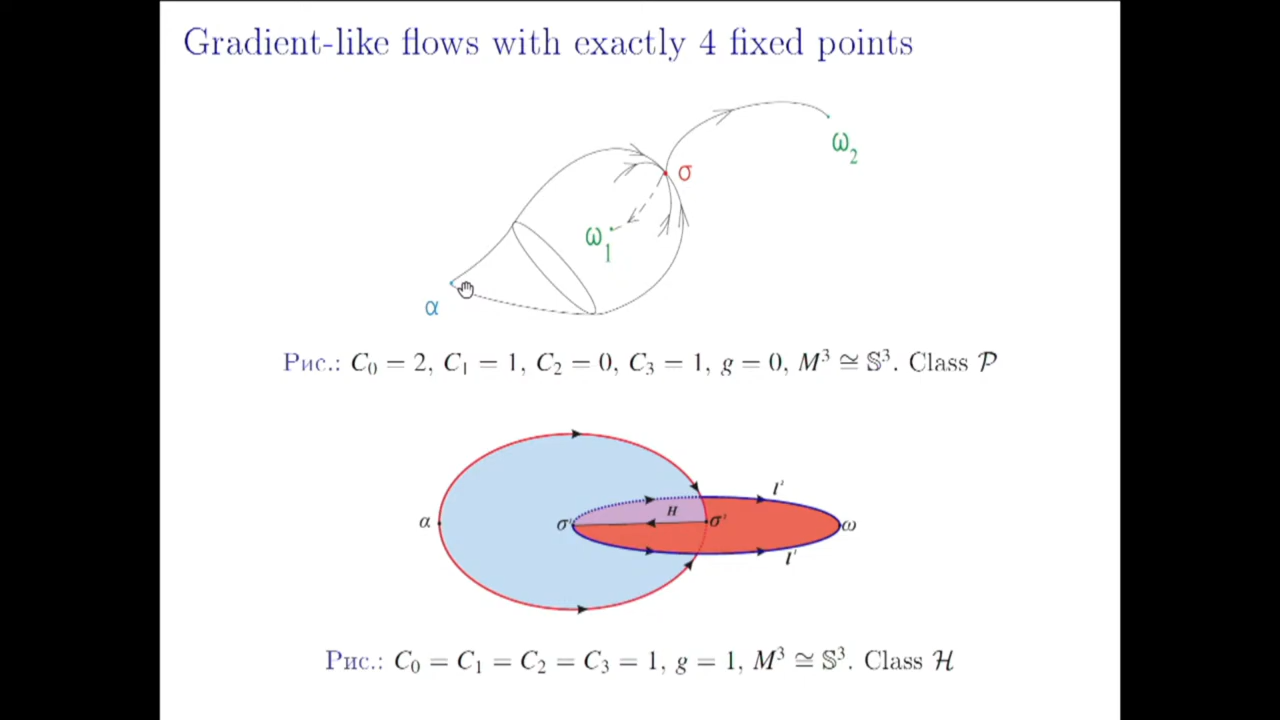 Gradient-like flows with exactly 4 fixed points
ω₂
σ
ω₁
α
Рис.: C₀ = 2, C₁ = 1, C₂ = 0, C₃ = 1, g = 0, M³ ≅ 𝕊³. Class 𝒫
l'
H
α
σ'
σ'
ω
l'
Рис.: C₀ = C₁ = C₂ = C₃ = 1, g = 1, M³ ≅ 𝕊³. Class ℋ